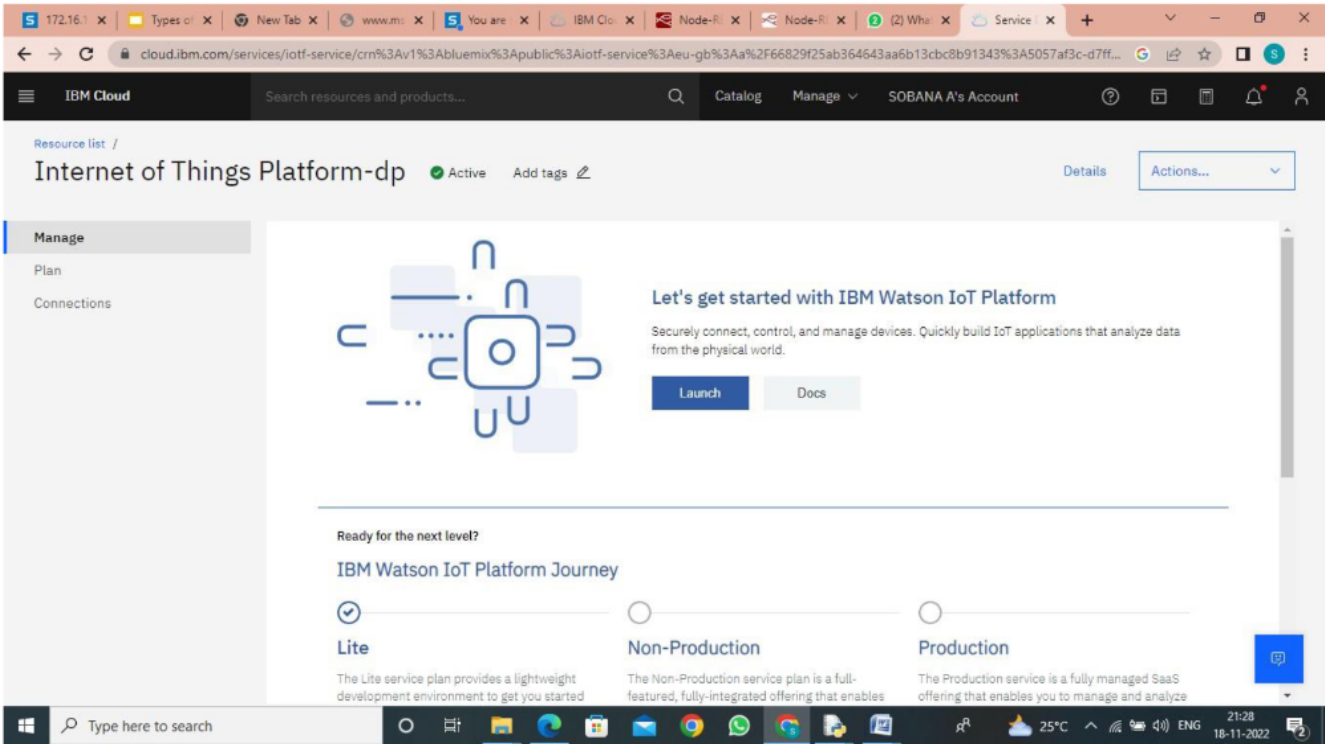 172.16.1
Types of
New Tab
www.ms
You are
IBM Clo
Node-R
Node-RE
(2) What
Service
cloud.ibm.com/services/iotf-service/crn%3Av1%3Abluemix%3Apublic%3Aiotf-service%3Aeu-gb%3Aa%2F66829f25ab364643aa6b13cbc8b91343%3A5057af3c-d7ff...
IBM Cloud
Search resources and products...
Catalog
Manage
SOBANA A's Account
Resource list /
Internet of Things Platform-dp
Active
Add tags
Details
Actions...
Manage
Plan
Connections
Let's get started with IBM Watson IoT Platform
Securely connect, control, and manage devices. Quickly build IoT applications that analyze data
from the physical world.
Launch
Docs
Ready for the next level?
IBM Watson IoT Platform Journey
Lite
Non-Production
Production
The Lite service plan provides a lightweight
development environment to get you started
The Non-Production service plan is a full-
featured, fully-integrated offering that enables
The Production service is a fully managed SaaS
offering that enables you to manage and analyze
Type here to search
25°C
ENG
21:28
18-11-2022